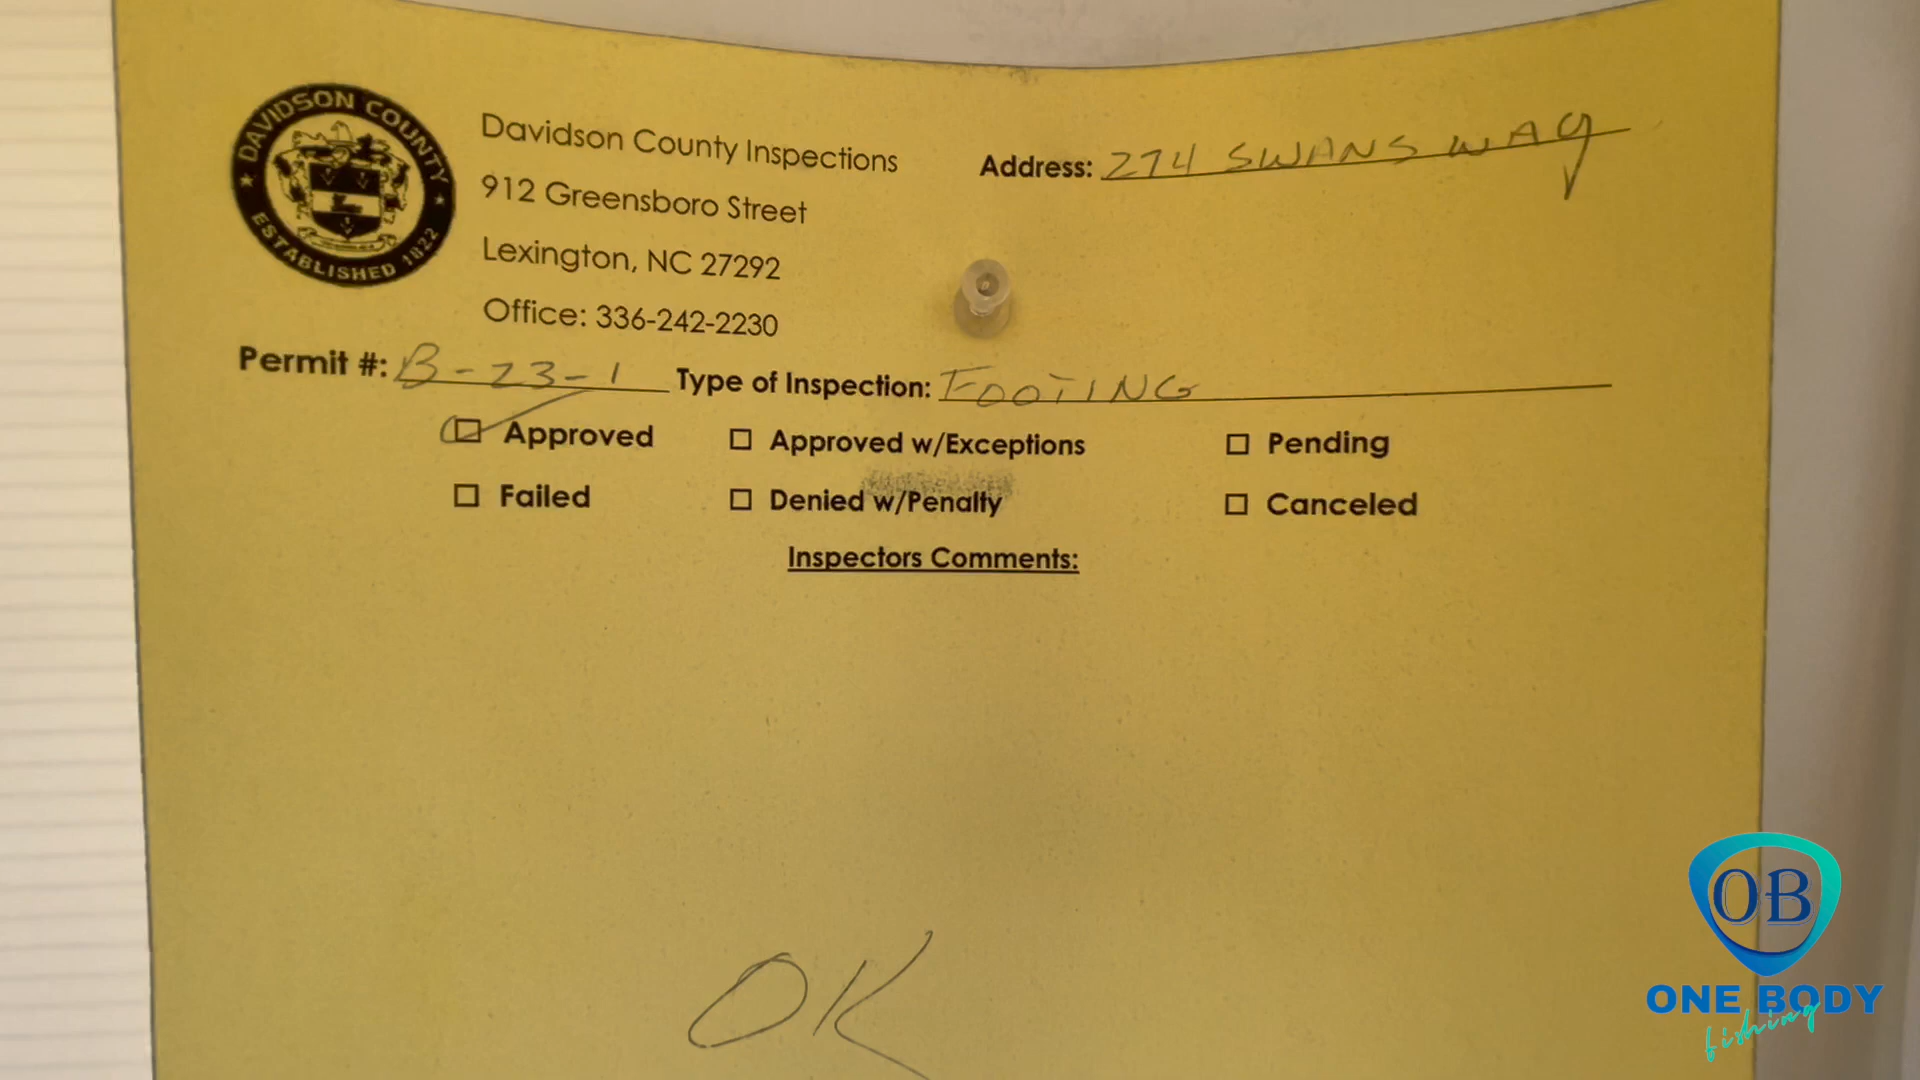 DAVIDSON COUNTY
ESTABLISHED 1822
Davidson County Inspections
912 Greensboro Street
Lexington, NC 27292
Office: 336-242-2230
Address: 274 SWANS WAY
Permit #: B-23-1 Type of Inspection: FOOTING
Approved Approved w/Exceptions Pending
Failed Denied w/Penalty Canceled
Inspectors Comments:
OK
OB
ONE BODY
fishing